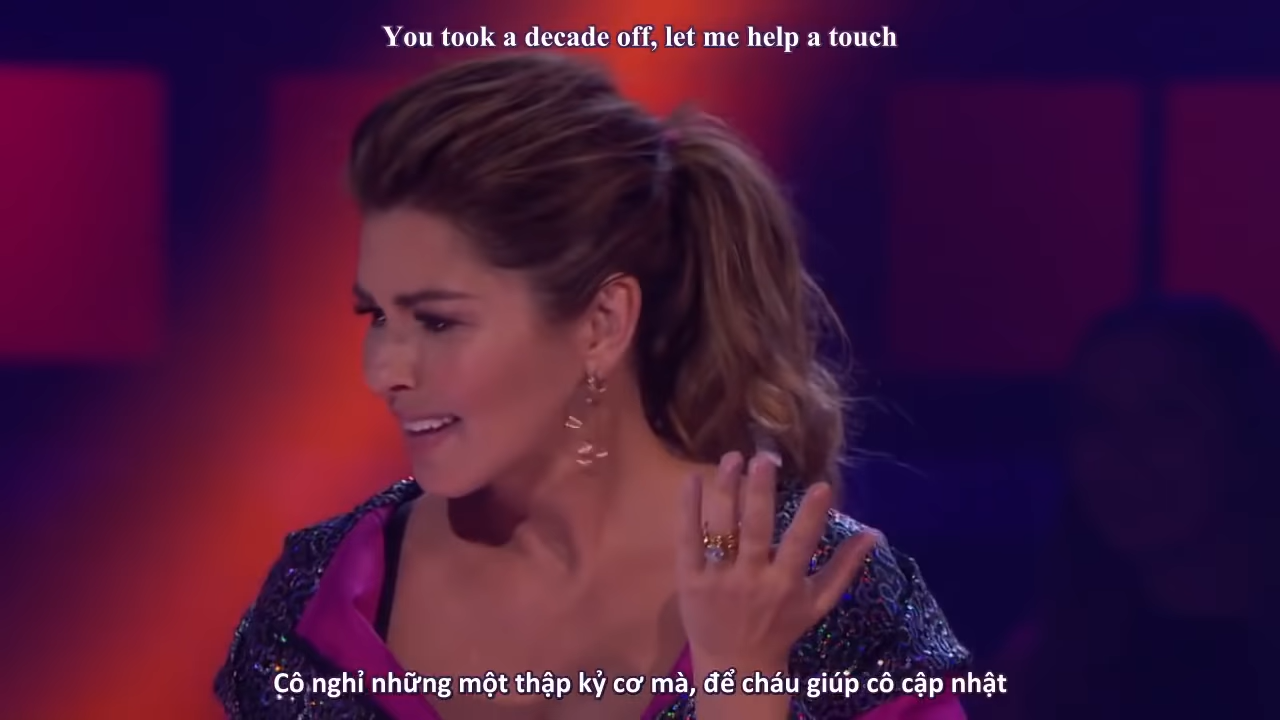 You took a decade off, let me help a touch
Cô nghỉ những một thập kỷ cơ mà, để cháu giúp cô cập nhật